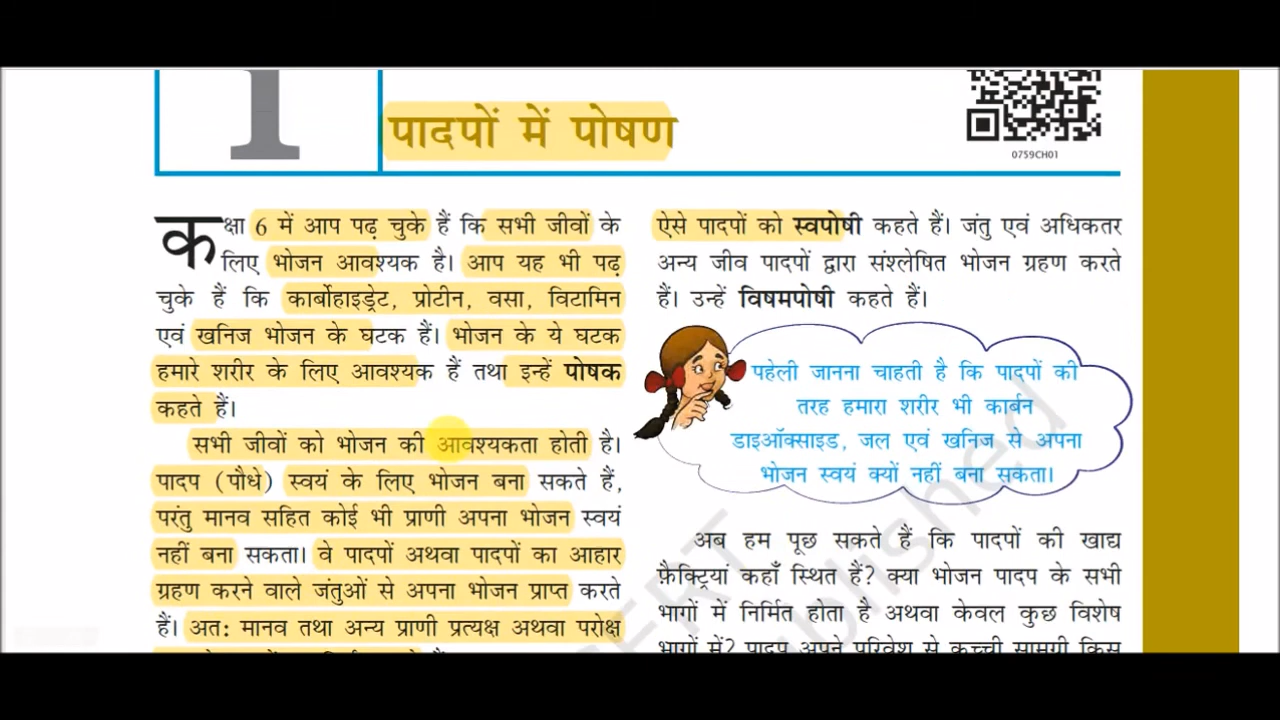 1
पादपों में पोषण
0759CH01
कक्षा 6 में आप पढ़ चुके हैं कि सभी जीवों के
लिए भोजन आवश्यक है। आप यह भी पढ़
चुके हैं कि कार्बोहाइड्रेट, प्रोटीन, वसा, विटामिन
एवं खनिज भोजन के घटक हैं। भोजन के ये घटक
हमारे शरीर के लिए आवश्यक हैं तथा इन्हें पोषक
कहते हैं।
सभी जीवों को भोजन की आवश्यकता होती है।
पादप (पौधे) स्वयं के लिए भोजन बना सकते हैं,
परंतु मानव सहित कोई भी प्राणी अपना भोजन स्वयं
नहीं बना सकता। वे पादपों अथवा पादपों का आहार
ग्रहण करने वाले जंतुओं से अपना भोजन प्राप्त करते
हैं। अत: मानव तथा अन्य प्राणी प्रत्यक्ष अथवा परोक्ष
ऐसे पादपों को स्वपोषी कहते हैं। जंतु एवं अधिकतर
अन्य जीव पादपों द्वारा संश्लेषित भोजन ग्रहण करते
हैं। उन्हें विषमपोषी कहते हैं।
पहेली जानना चाहती है कि पादपों की
तरह हमारा शरीर भी कार्बन
डाइऑक्साइड, जल एवं खनिज से अपना
भोजन स्वयं क्यों नहीं बना सकता।
अब हम पूछ सकते हैं कि पादपों की खाद्य
फ़ैक्ट्रियां कहाँ स्थित हैं? क्या भोजन पादप के सभी
भागों में निर्मित होता है अथवा केवल कुछ विशेष
भागों में? पादप अपने परिवेश से कच्ची सामग्री किस